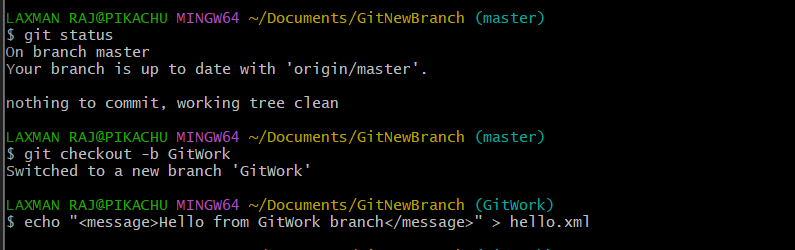 LAXMAN RAJ@PIKACHU MINGW64 ~/Documents/GitNewBranch (master)
$ git status
On branch master
Your branch is up to date with 'origin/master'.
nothing to commit, working tree clean
LAXMAN RAJ@PIKACHU MINGW64 ~/Documents/GitNewBranch (master)
$ git checkout -b GitWork
Switched to a new branch 'GitWork'
LAXMAN RAJ@PIKACHU MINGW64 ~/Documents/GitNewBranch (GitWork)
$ echo "<message>Hello from GitWork branch</message>" > hello.xml